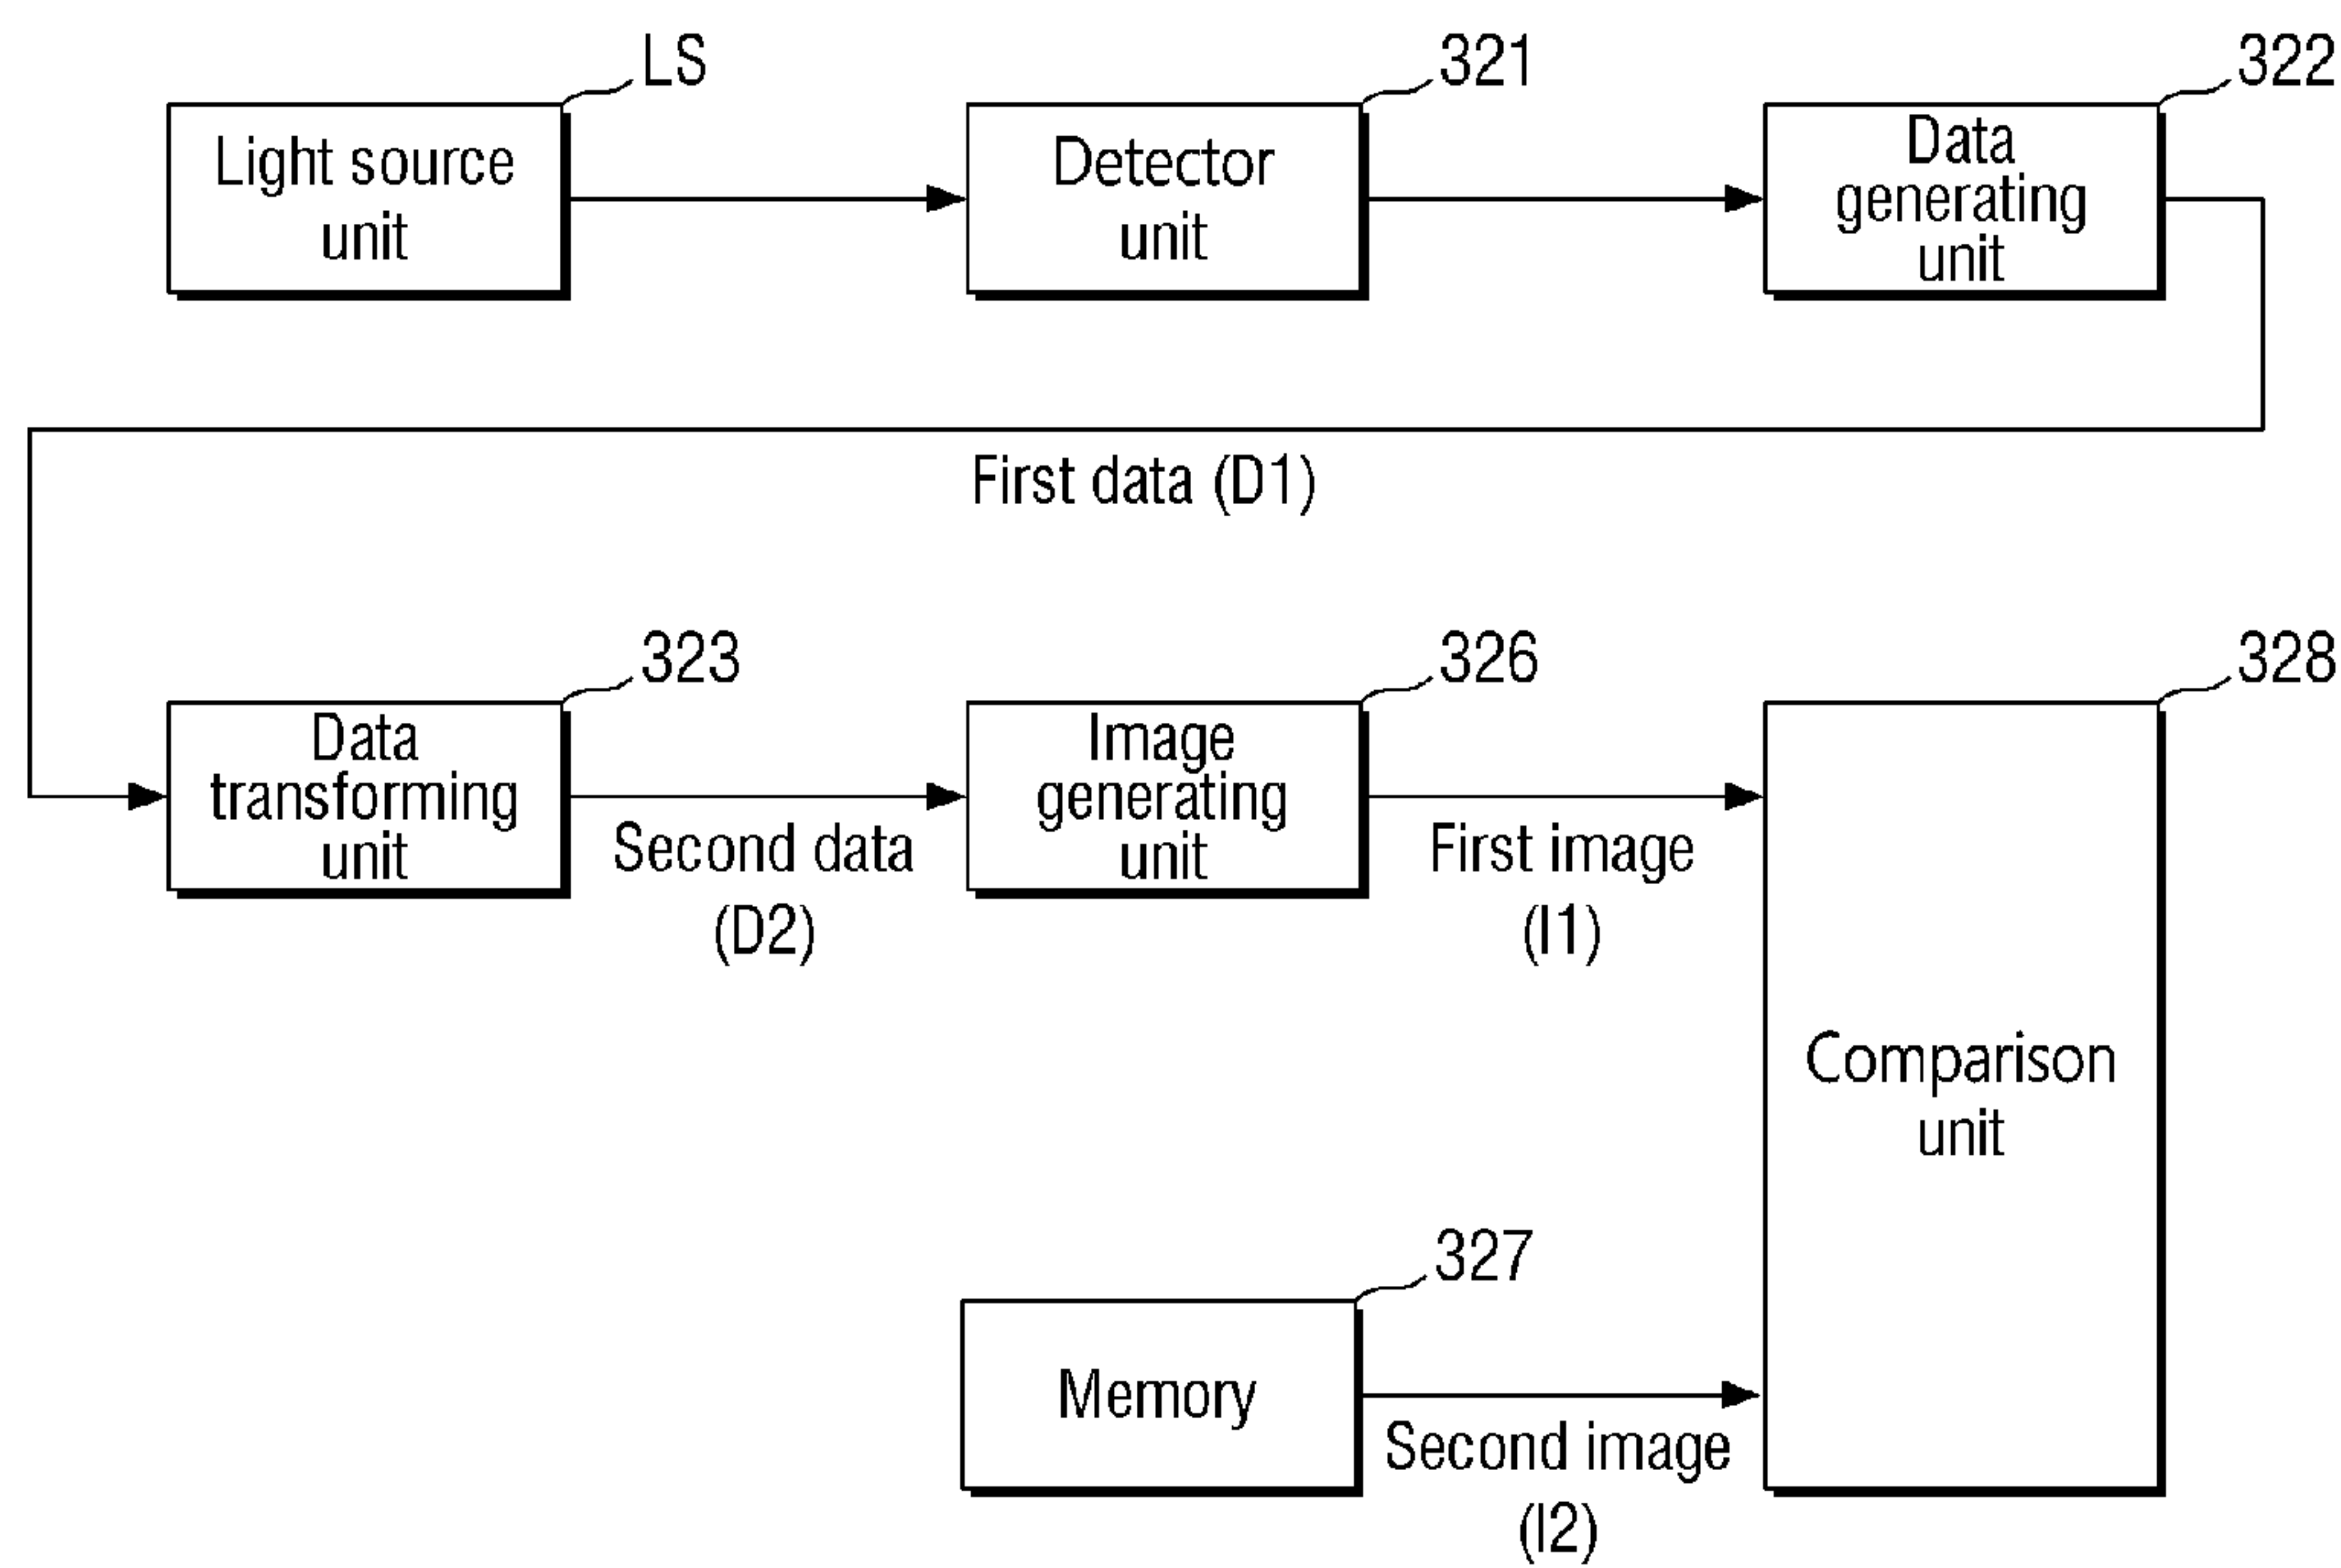 LS
321
322
Light source
unit
Detector
unit
Data
generating
unit
First data (D1)
323
326
328
Data
transforming
unit
Second data
(D2)
Image
generating
unit
First image
(I1)
Comparison
unit
327
Memory
Second image
(I2)